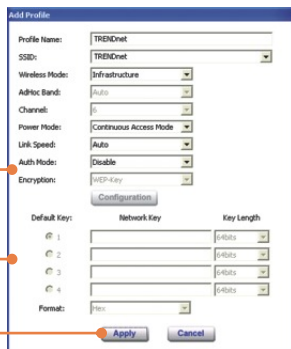 Add Profile
Profile Name: TRENDnet
SSID: TRENDnet
Wireless Mode: Infrastructure
AdHoc Band: Auto
Channel: 6
Power Mode: Continuous Access Mode
Link Speed: Auto
Auth Mode: Disable
Encryption: WEP-Key
Configuration
Default Key: Network Key Key Length
1 64bits
2 64bits
3 64bits
4 64bits
Format: Hex
Apply Cancel